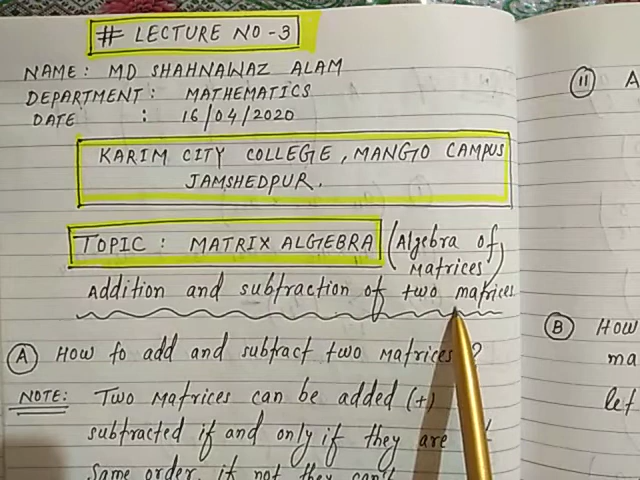 # LECTURE NO - 3
NAME: MD SHAHNAWAZ ALAM
DEPARTMENT: MATHEMATICS
DATE : 16/04/2020
KARIM CITY COLLEGE, MANGO CAMPUS
JAMSHEDPUR.
TOPIC: MATRIX ALGEBRA (Algebra of
Matrices)
Addition and subtraction of two matrices
(A) How to add and subtract two matrices?
NOTE: Two matrices can be added (+)
subtracted if and only if they are
same order, if not they can't
(ii) A
(B) How
ma
let